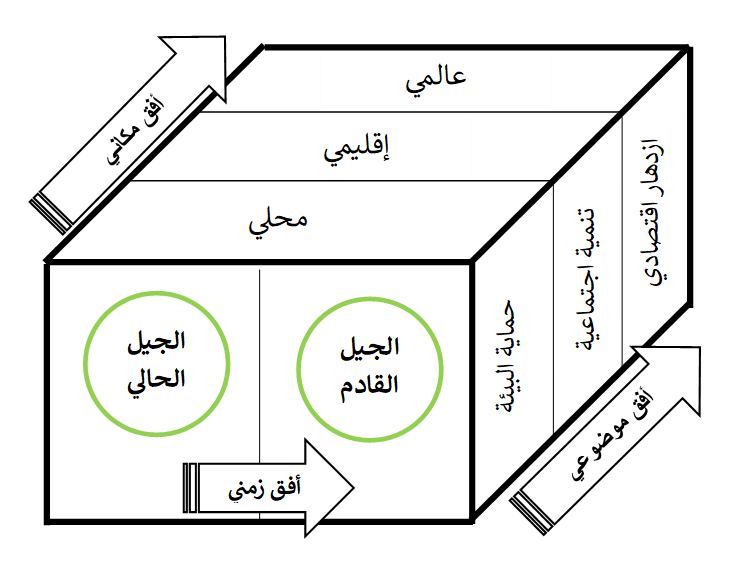 عالمي
إقليمي
محلي
أفق مكاني
ازدهار اقتصادي
تنمية اجتماعية
حماية البيئة
الجيل
الحالي
الجيل
القادم
أفق زمني
أفق موضوعي